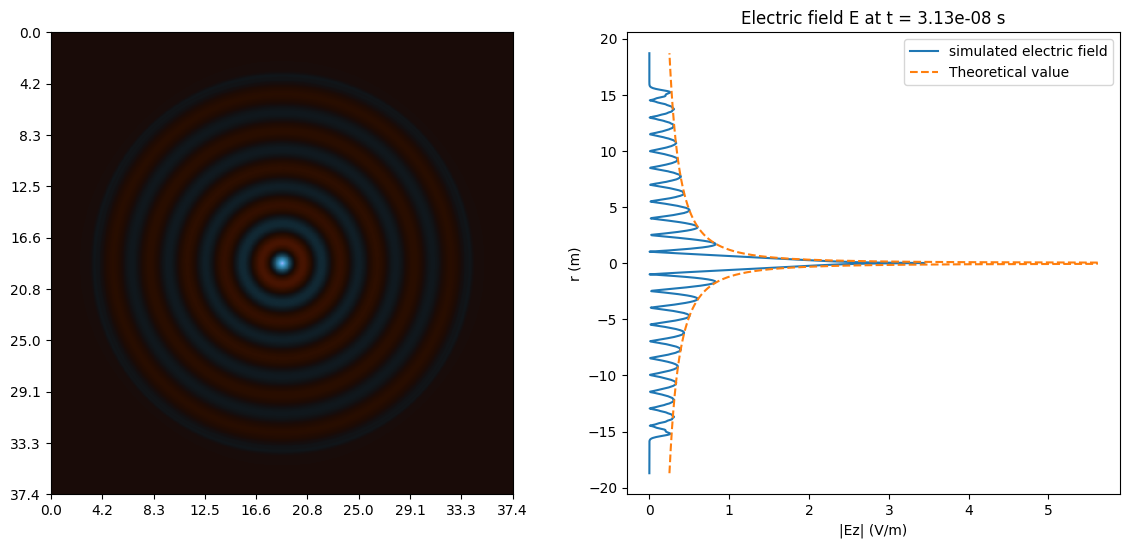 0.0
4.2
8.3
12.5
16.6
20.8
25.0
29.1
33.3
37.4
0.0 4.2 8.3 12.5 16.6 20.8 25.0 29.1 33.3 37.4
Electric field E at t = 3.13e-08 s
simulated electric field
Theoretical value
r (m)
20
15
10
5
0
−5
−10
−15
−20
0 1 2 3 4 5
|Ez| (V/m)